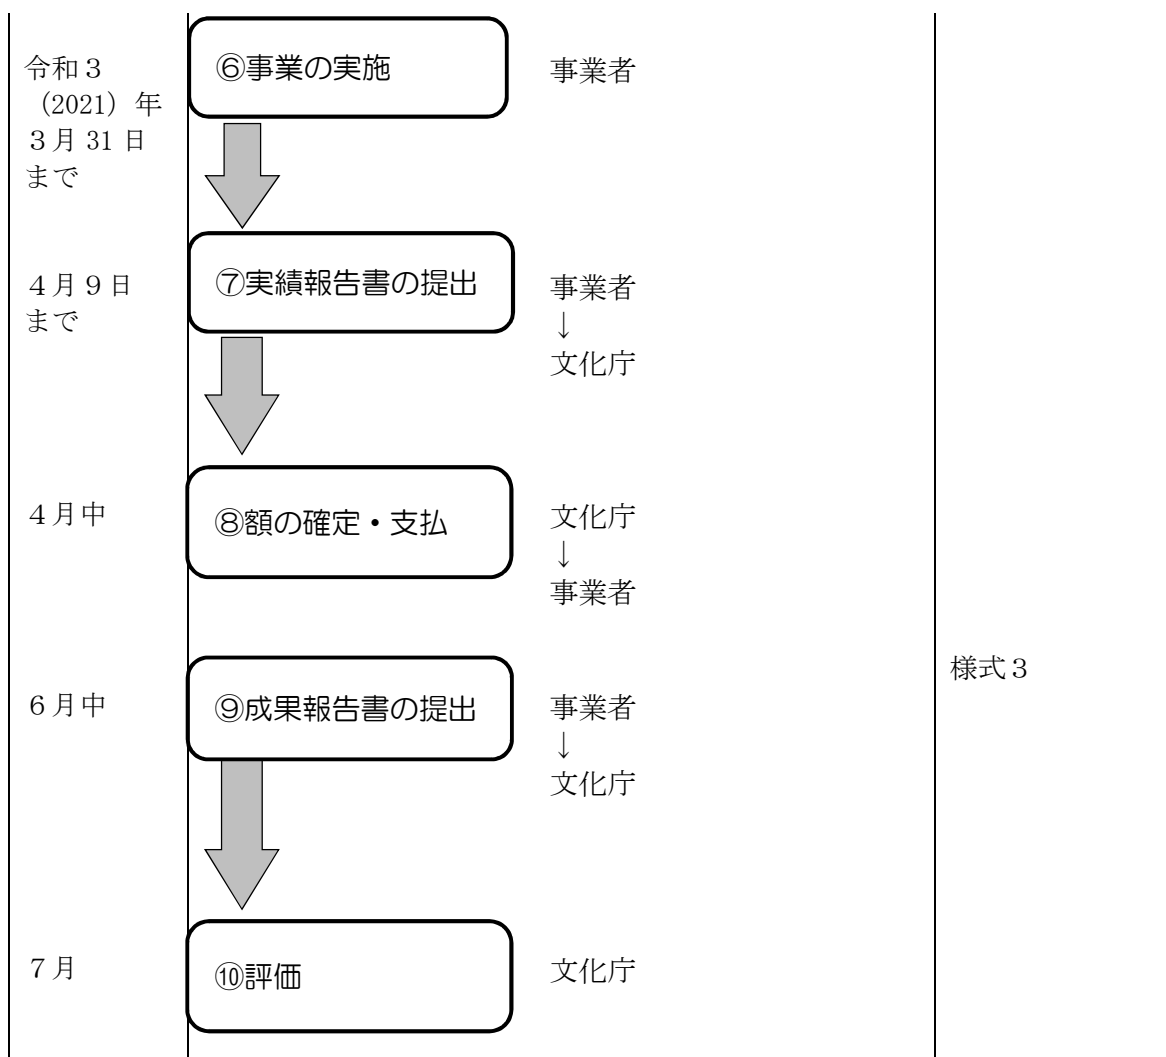 令和３
（2021）年
３月 31 日
まで
⑥事業の実施
事業者
４月９日
まで
⑦実績報告書の提出
事業者
↓
文化庁
４月中
⑧額の確定・支払
文化庁
↓
事業者
６月中
⑨成果報告書の提出
事業者
↓
文化庁
様式３
７月
⑩評価
文化庁